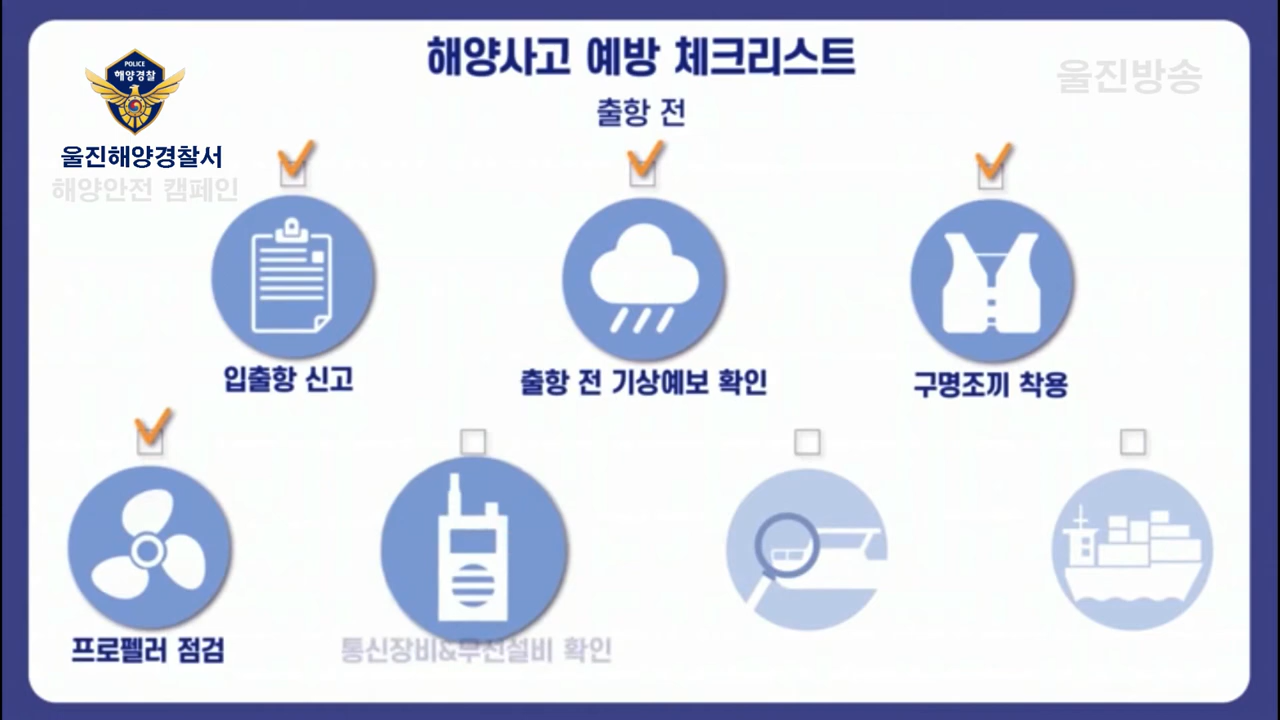 해양사고 예방 체크리스트
출항 전
POLICE
해양경찰
울진해양경찰서
해양안전 캠페인
울진방송
입출항 신고
출항 전 기상예보 확인
구명조끼 착용
프로펠러 점검
통신장비&무선설비 확인